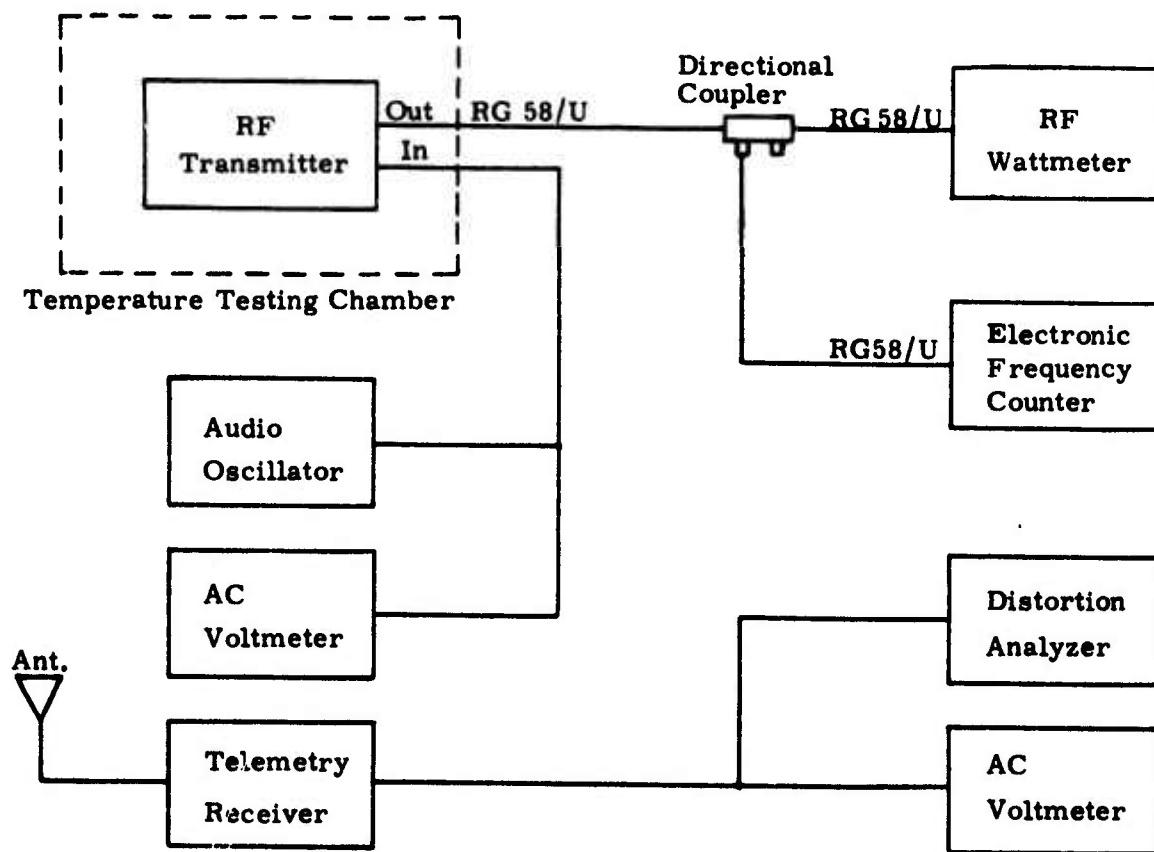 Directional
Coupler
RF
Transmitter
Out
RG 58/U
In
RG 58/U
RF
Wattmeter
Temperature Testing Chamber
RG58/U
Electronic
Frequency
Counter
Audio
Oscillator
AC
Voltmeter
Distortion
Analyzer
Ant.
Telemetry
Receiver
AC
Voltmeter